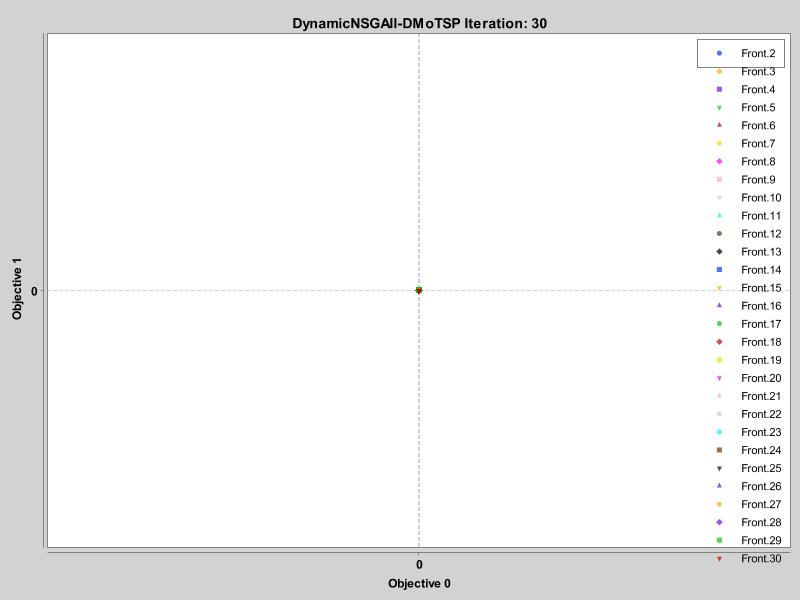 DynamicNSGAII-DMoTSP Iteration: 30
Front.2
Front.3
Front.4
Front.5
Front.6
Front.7
Front.8
Front.9
Front.10
Front.11
Front.12
Front.13
Front.14
Front.15
Front.16
Front.17
Front.18
Front.19
Front.20
Front.21
Front.22
Front.23
Front.24
Front.25
Front.26
Front.27
Front.28
Front.29
Front.30
Objective 1
0
0
Objective 0